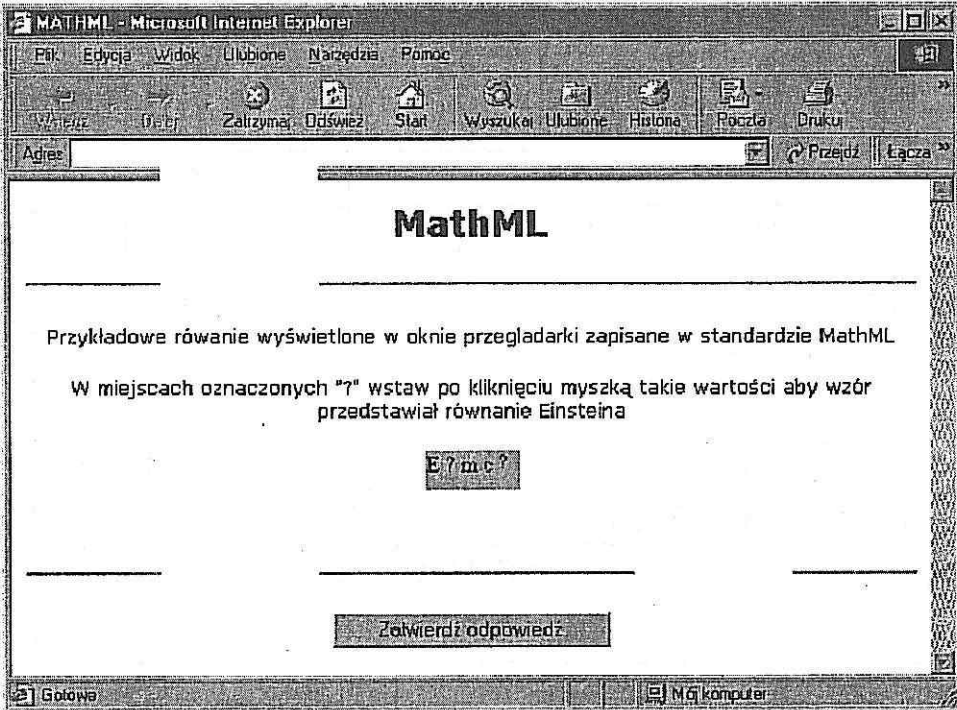 MATHML - Microsoft Internet Explorer
Plik Edycja Widok Ulubione Narzędzia Pomoc
Wstecz Dalej Zatrzymaj Odśwież Start Wyszukaj Ulubione Historia Poczta Drukuj
Adres Przejdź Łącza
MathML
Przykładowe rówanie wyświetlone w oknie przegladarki zapisane w standardzie MathML
W miejscach oznaczonych "?" wstaw po kliknięciu myszką takie wartości aby wzór
przedstawiał równanie Einsteina
E ? m c ?
Zatwierdź odpowiedź
Gotowe Mój komputer